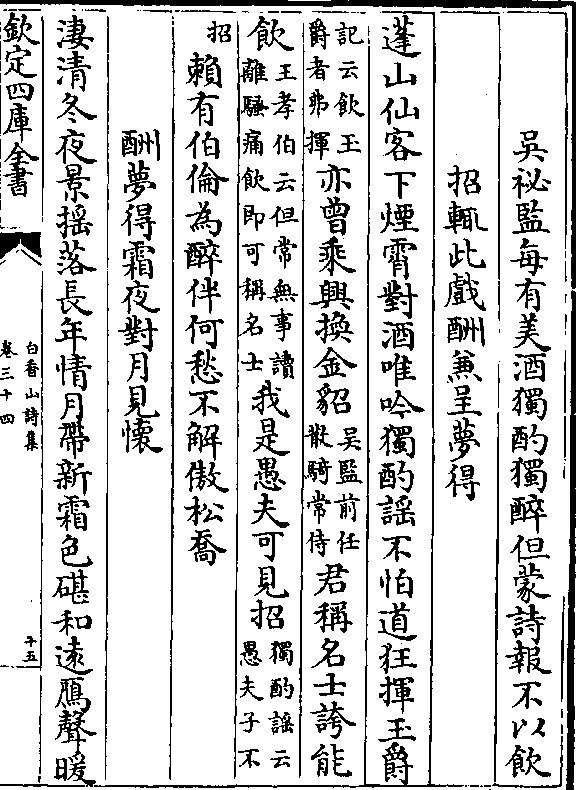 吳祕監每有美酒獨酌獨醉但蒙詩報不以飲
招輒此戲酬兼呈夢得
蓬山仙客下煙霄對酒唯吟獨酌謠不怕道狂揮玉爵
記云飲玉爵者弗揮亦曾乘興換金貂吳監前任散騎常侍君稱名士誇能
飲王孝伯云但常無事讀離騷痛飲即可稱名士我是愚夫可見招獨酌謠云愚夫子不
招賴有伯倫為醉伴何愁不解傲松喬
酬夢得霜夜對月見懷
淒清冬夜景揺落長年情月帶新霜色碪和遠鴈聲暖
欽定四庫全書
白香山詩集
卷三十四
十五